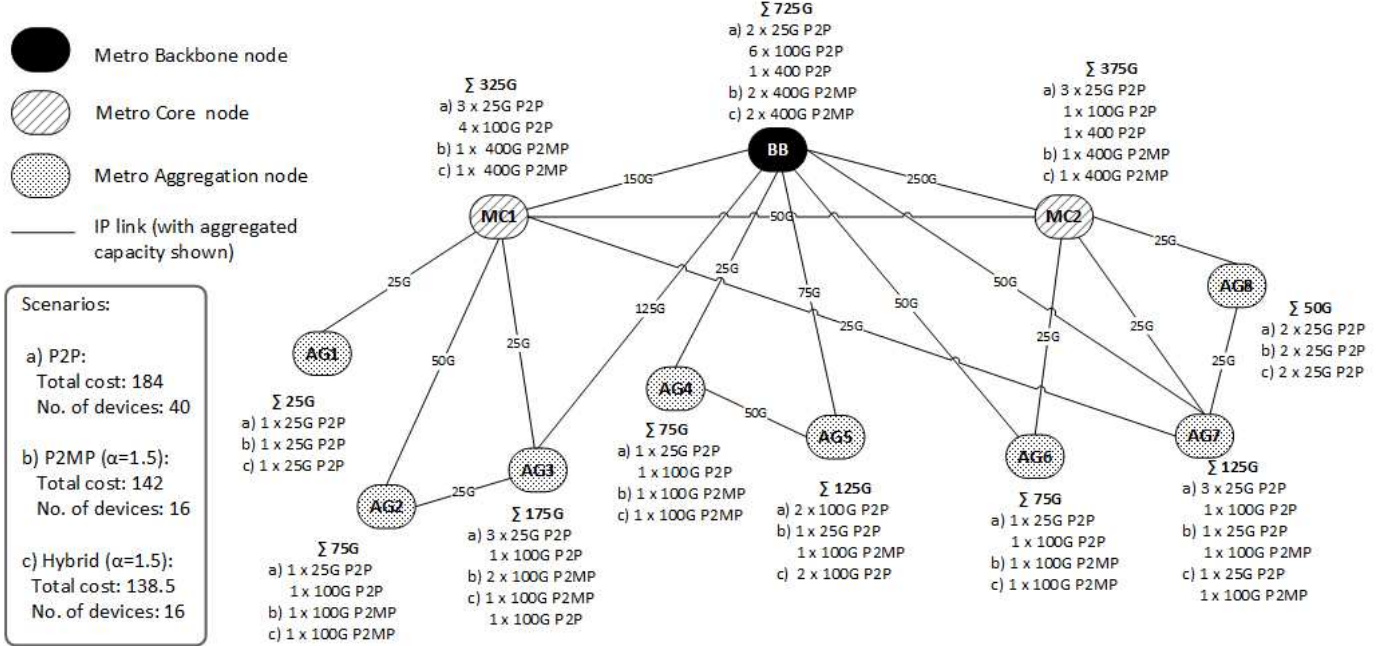 Metro Backbone node
Metro Core node
Metro Aggregation node
IP link (with aggregated
capacity shown)
Scenarios:
a) P2P:
Total cost: 184
No. of devices: 40
b) P2MP (α=1.5):
Total cost: 142
No. of devices: 16
c) Hybrid (α=1.5):
Total cost: 138.5
No. of devices: 16
∑ 725G
a) 2 x 25G P2P
6 x 100G P2P
1 x 400 P2P
b) 2 x 400G P2MP
c) 2 x 400G P2MP
BB
∑ 325G
a) 3 x 25G P2P
4 x 100G P2P
b) 1 x 400G P2MP
c) 1 x 400G P2MP
MC1
∑ 375G
a) 3 x 25G P2P
1 x 100G P2P
1 x 400 P2P
b) 1 x 400G P2MP
c) 1 x 400G P2MP
MC2
150G
250G
50G
25G
50G
25G
125G
25G
75G
50G
50G
25G
25G
25G
25G
25G
50G
25G
AG1
∑ 25G
a) 1 x 25G P2P
b) 1 x 25G P2P
c) 1 x 25G P2P
AG2
∑ 75G
a) 1 x 25G P2P
1 x 100G P2P
b) 1 x 100G P2MP
c) 1 x 100G P2MP
AG3
∑ 175G
a) 3 x 25G P2P
1 x 100G P2P
b) 2 x 100G P2MP
c) 1 x 100G P2MP
1 x 100G P2P
AG4
∑ 75G
a) 1 x 25G P2P
1 x 100G P2P
b) 1 x 100G P2MP
c) 1 x 100G P2MP
AG5
∑ 125G
a) 2 x 100G P2P
b) 1 x 25G P2P
1 x 100G P2MP
c) 2 x 100G P2P
AG6
∑ 75G
a) 1 x 25G P2P
1 x 100G P2P
b) 1 x 100G P2MP
c) 1 x 100G P2MP
AG7
∑ 125G
a) 3 x 25G P2P
1 x 100G P2P
b) 1 x 25G P2P
1 x 100G P2MP
c) 1 x 25G P2P
1 x 100G P2MP
AG8
∑ 50G
a) 2 x 25G P2P
b) 2 x 25G P2P
c) 2 x 25G P2P